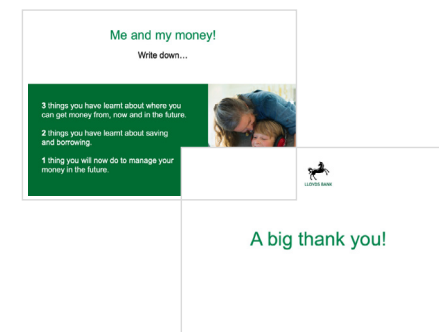 Me and my money!
Write down...
3 things you have learnt about where you
can get money from, now and in the future.
2 things you have learnt about saving
and borrowing.
1 thing you will now do to manage your
money in the future.
LLOYDS BANK
A big thank you!